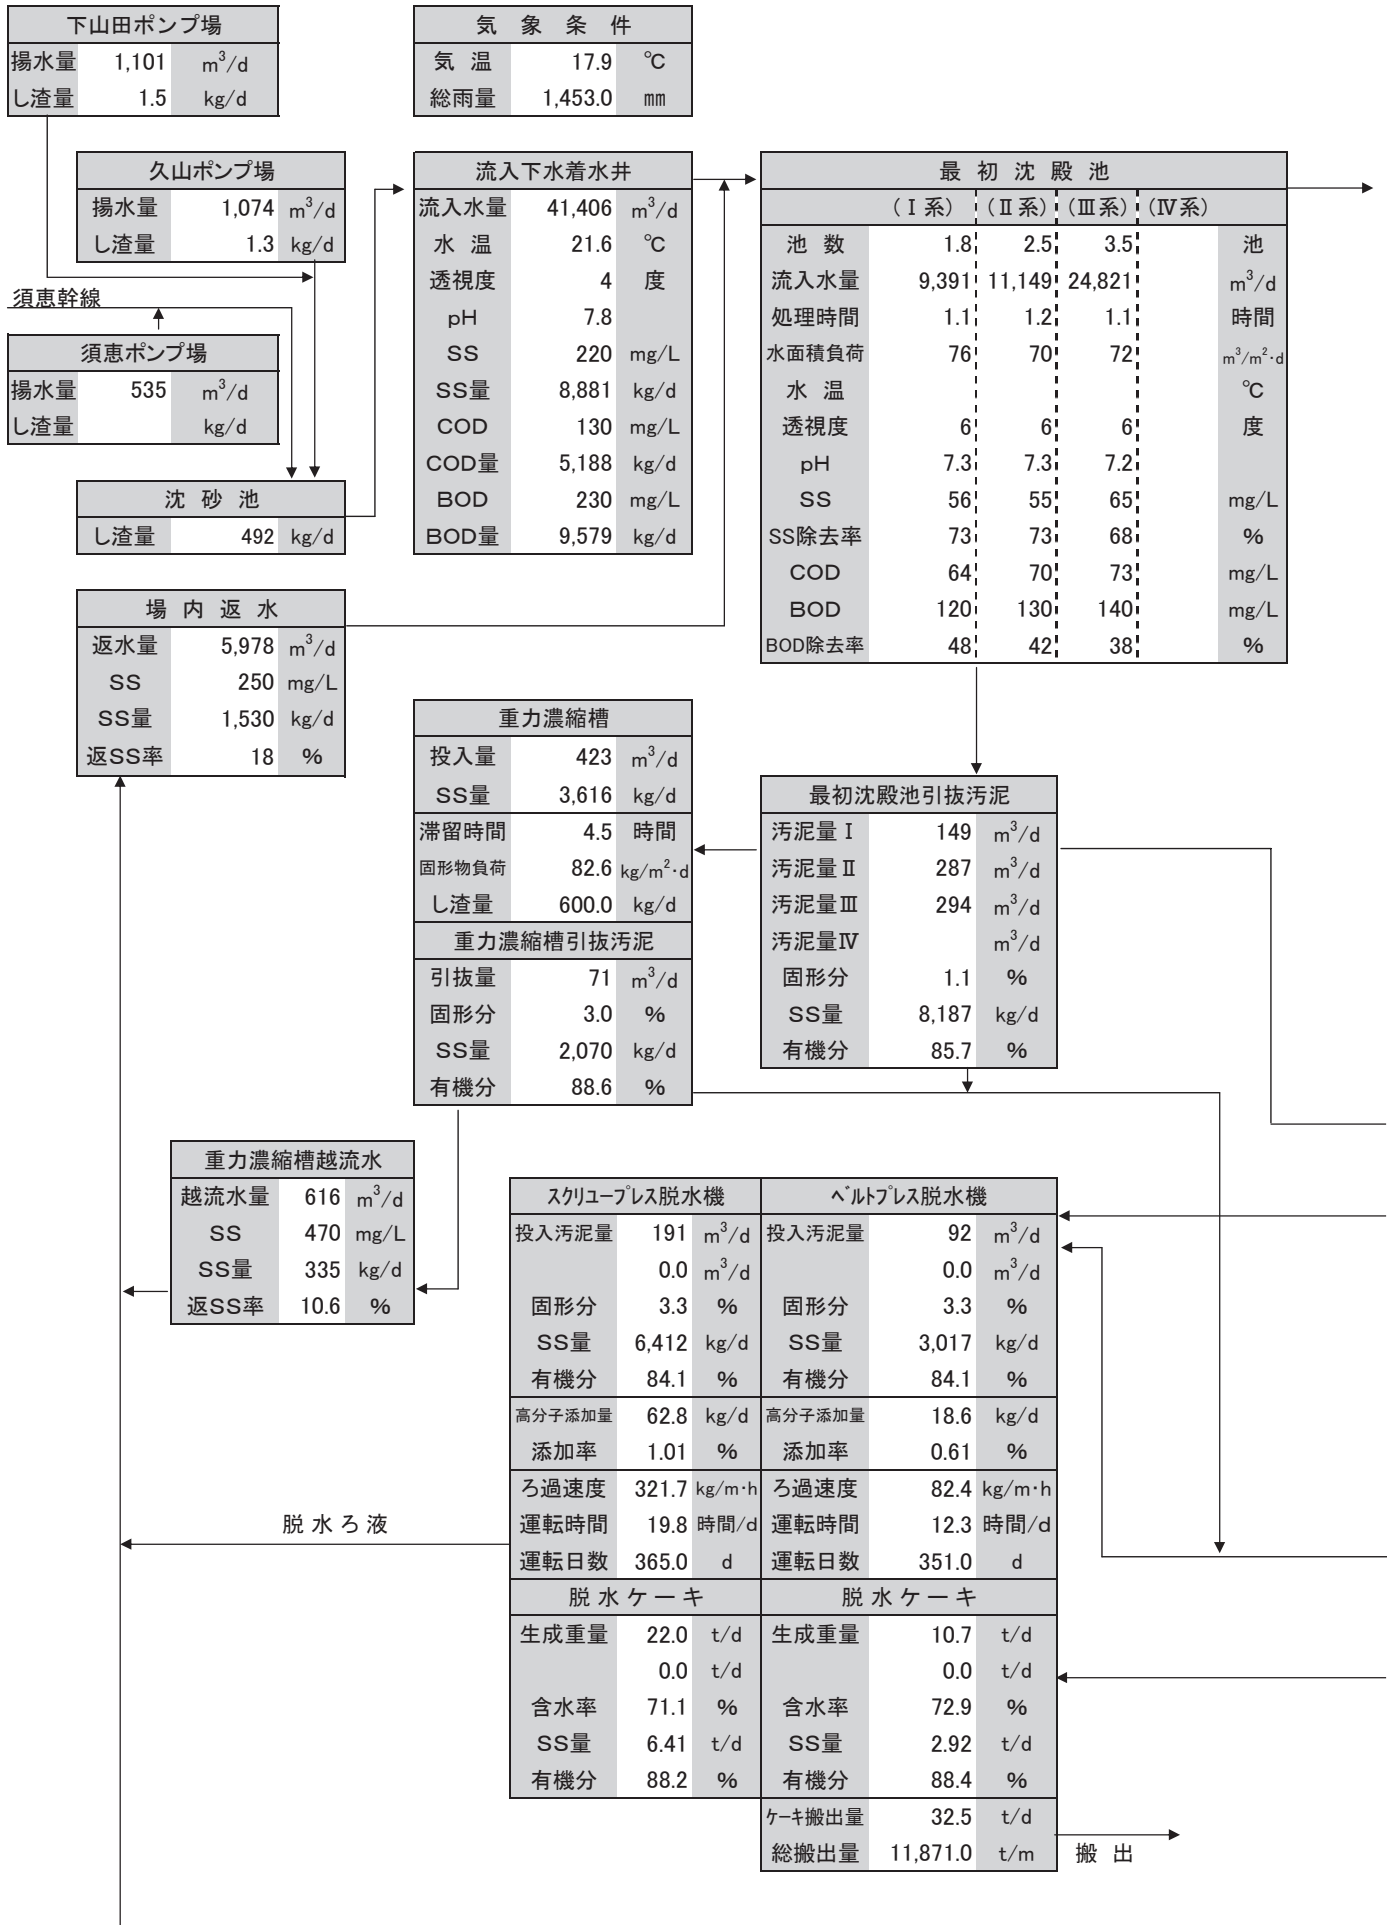 下山田ポンプ場
揚水量 1,101 m³/d
し渣量 1.5 kg/d
気 象 条 件
気 温 17.9 ℃
総雨量 1,453.0 ㎜
久山ポンプ場
揚水量 1,074 m³/d
し渣量 1.3 kg/d
須恵幹線
須恵ポンプ場
揚水量 535 m³/d
し渣量 kg/d
沈 砂 池
し渣量 492 kg/d
流入下水着水井
流入水量 41,406 m³/d
水 温 21.6 ℃
透視度 4 度
pH 7.8
SS 220 mg/L
SS量 8,881 kg/d
COD 130 mg/L
COD量 5,188 kg/d
BOD 230 mg/L
BOD量 9,579 kg/d
最 初 沈 殿 池
(Ⅰ系) (Ⅱ系) (Ⅲ系) (Ⅳ系)
池 数 1.8 2.5 3.5 池
流入水量 9,391 11,149 24,821 m³/d
処理時間 1.1 1.2 1.1 時間
水面積負荷 76 70 72 m³/m²・d
水 温 ℃
透視度 6 6 6 度
pH 7.3 7.3 7.2
SS 56 55 65 mg/L
SS除去率 73 73 68 %
COD 64 70 73 mg/L
BOD 120 130 140 mg/L
BOD除去率 48 42 38 %
場 内 返 水
返水量 5,978 m³/d
SS 250 mg/L
SS量 1,530 kg/d
返SS率 18 %
重力濃縮槽
投入量 423 m³/d
SS量 3,616 kg/d
滞留時間 4.5 時間
固形物負荷 82.6 kg/m²・d
し渣量 600.0 kg/d
重力濃縮槽引抜汚泥
引抜量 71 m³/d
固形分 3.0 %
SS量 2,070 kg/d
有機分 88.6 %
最初沈殿池引抜汚泥
汚泥量Ⅰ 149 m³/d
汚泥量Ⅱ 287 m³/d
汚泥量Ⅲ 294 m³/d
汚泥量Ⅳ m³/d
固形分 1.1 %
SS量 8,187 kg/d
有機分 85.7 %
重力濃縮槽越流水
越流水量 616 m³/d
SS 470 mg/L
SS量 335 kg/d
返SS率 10.6 %
ｽｸﾘｭｰﾌﾟﾚｽ脱水機 ﾍﾞﾙﾄﾌﾟﾚｽ脱水機
投入汚泥量 191 m³/d 投入汚泥量 92 m³/d
0.0 m³/d 0.0 m³/d
固形分 3.3 % 固形分 3.3 %
SS量 6,412 kg/d SS量 3,017 kg/d
有機分 84.1 % 有機分 84.1 %
高分子添加量 62.8 kg/d 高分子添加量 18.6 kg/d
添加率 1.01 % 添加率 0.61 %
ろ過速度 321.7 kg/m・h ろ過速度 82.4 kg/m・h
運転時間 19.8 時間/d 運転時間 12.3 時間/d
運転日数 365.0 d 運転日数 351.0 d
脱水ろ液
脱 水 ケ ー キ 脱 水 ケ ー キ
生成重量 22.0 t/d 生成重量 10.7 t/d
0.0 t/d 0.0 t/d
含水率 71.1 % 含水率 72.9 %
SS量 6.41 t/d SS量 2.92 t/d
有機分 88.2 % 有機分 88.4 %
ｹｰｷ搬出量 32.5 t/d
総搬出量 11,871.0 t/m
搬 出